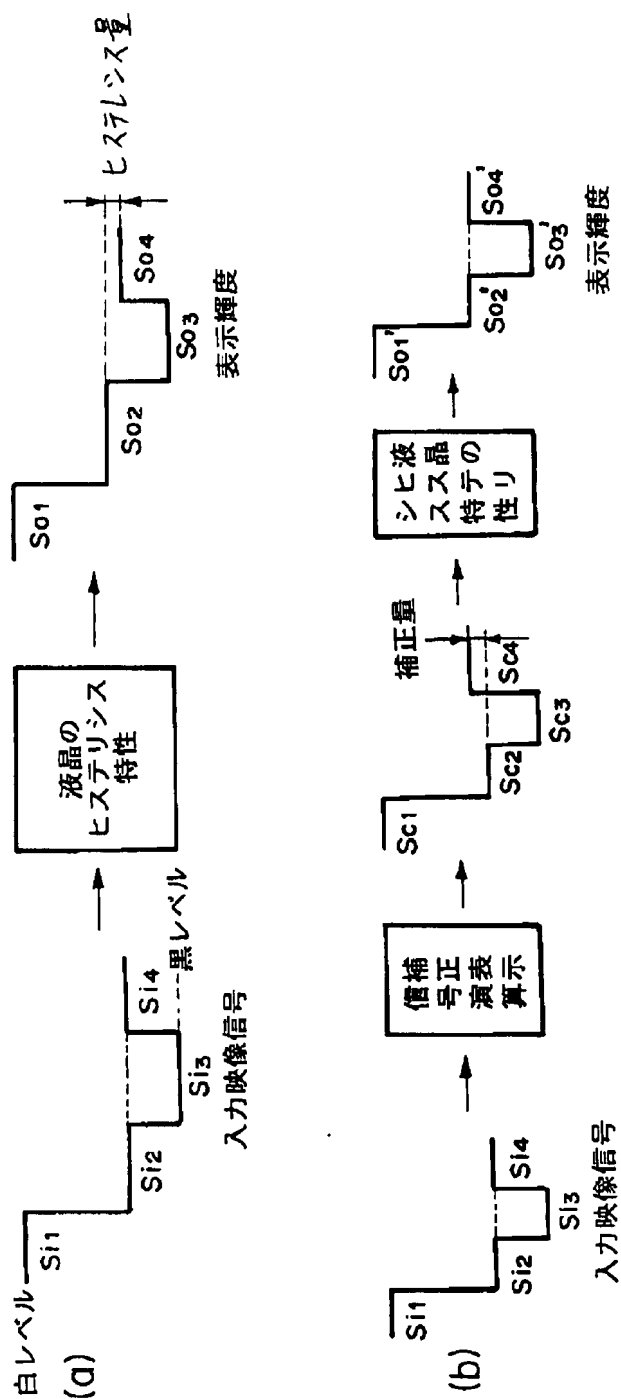 (a)
白レベル
Si1
Si2
Si3
Si4
黒レベル
入力映像信号
液晶の
ヒステリシス
特性
So1
So2
So3
So4
ヒステレシス量
表示輝度
(b)
Si1
Si2
Si3
Si4
入力映像信号
補正表示
信号演算
Sc1
Sc2
Sc3
Sc4
補正量
液晶の
ヒステリ
シス特性
So1'
So2'
So3'
So4'
表示輝度